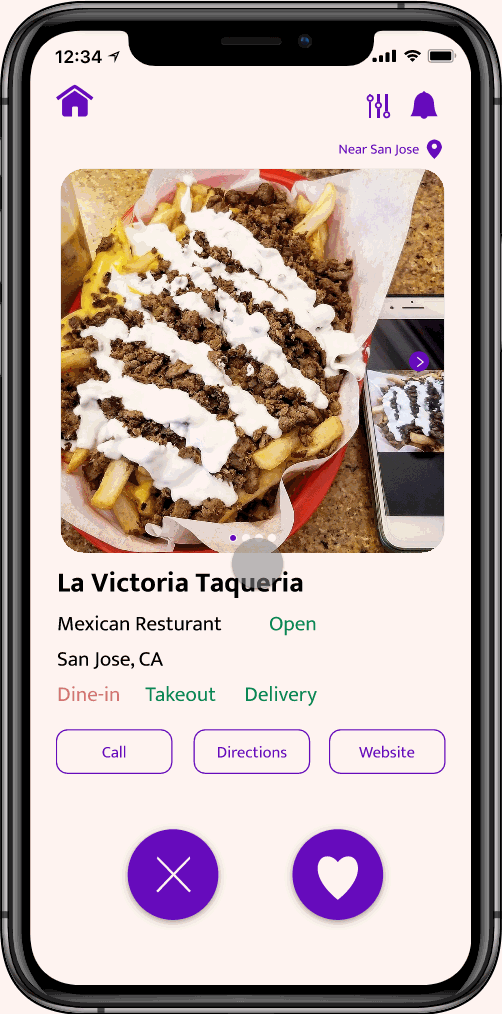 12:34
Near San Jose
La Victoria Taqueria
Mexican Resturant Open
San Jose, CA
Dine-in Takeout Delivery
Call Directions Website